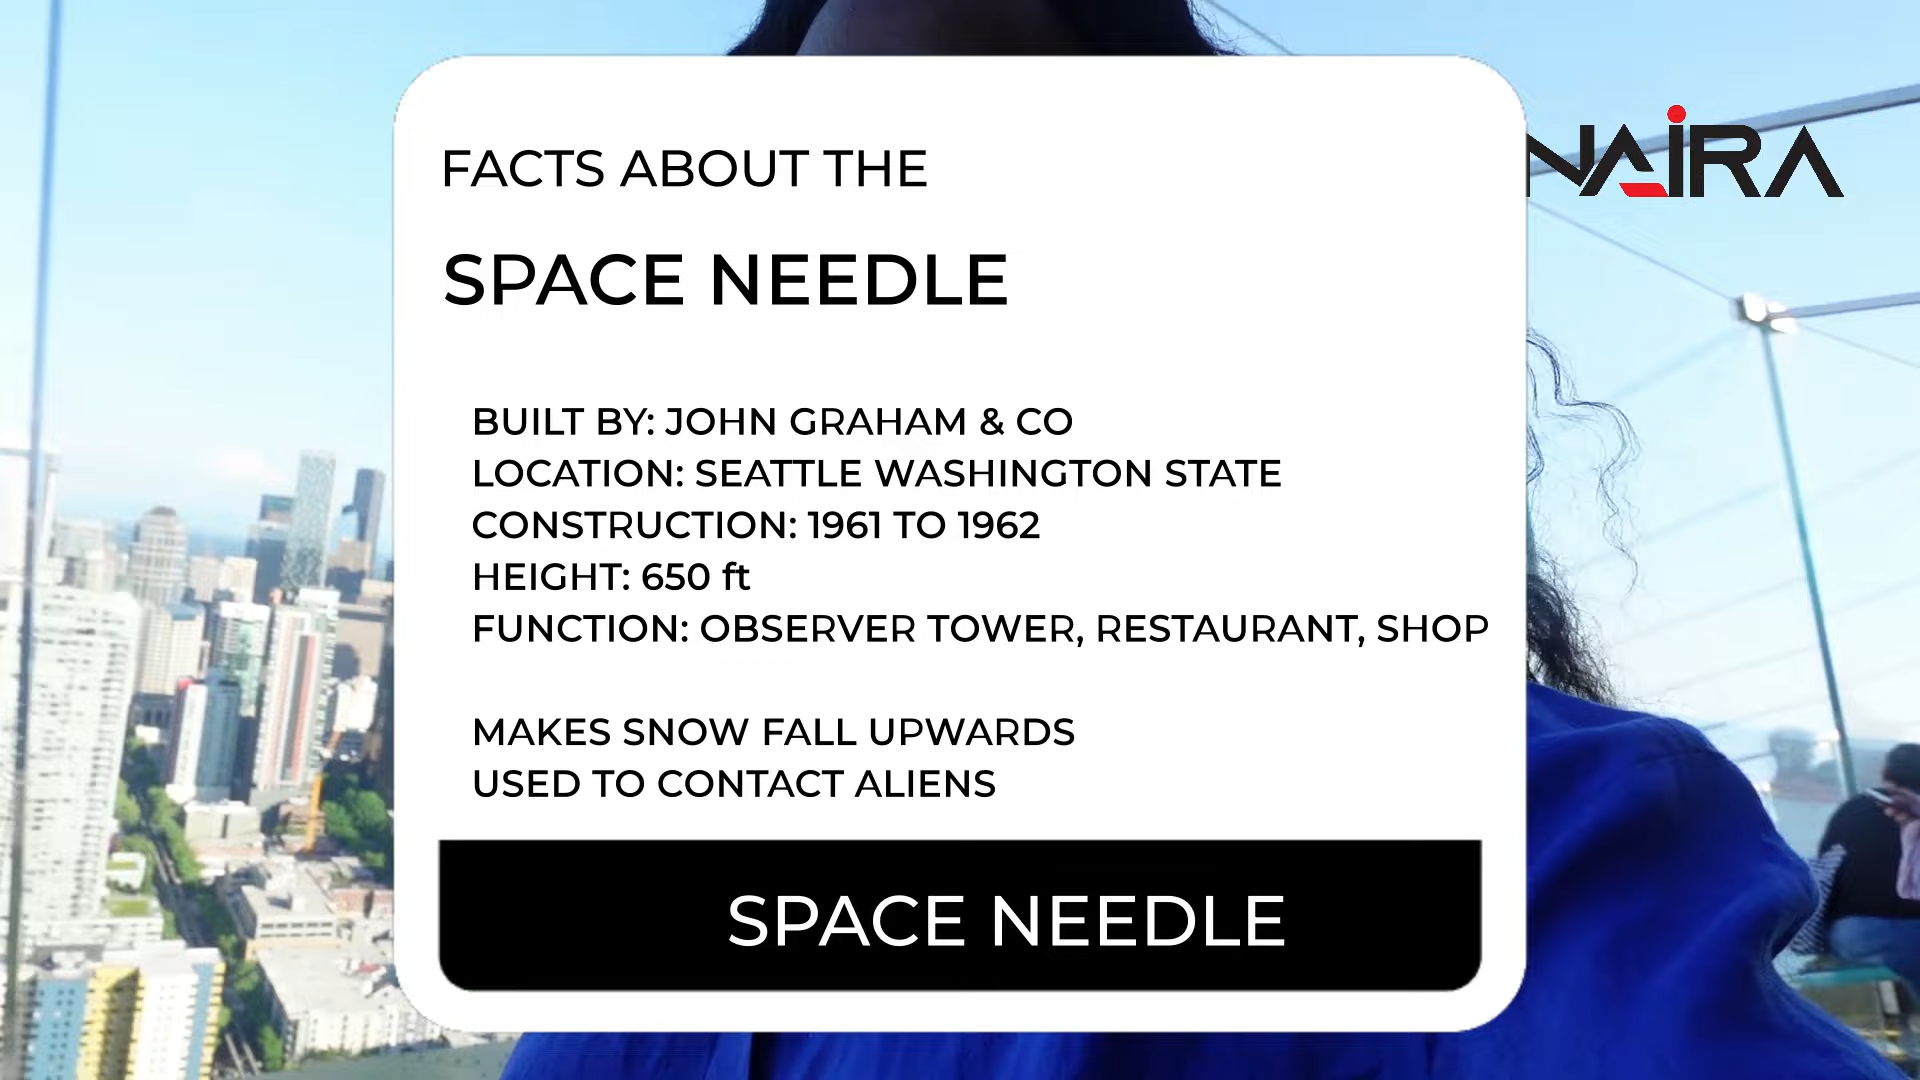 FACTS ABOUT THE
NAIRA
SPACE NEEDLE
BUILT BY: JOHN GRAHAM & CO
LOCATION: SEATTLE WASHINGTON STATE
CONSTRUCTION: 1961 TO 1962
HEIGHT: 650 ft
FUNCTION: OBSERVER TOWER, RESTAURANT, SHOP
MAKES SNOW FALL UPWARDS
USED TO CONTACT ALIENS
SPACE NEEDLE